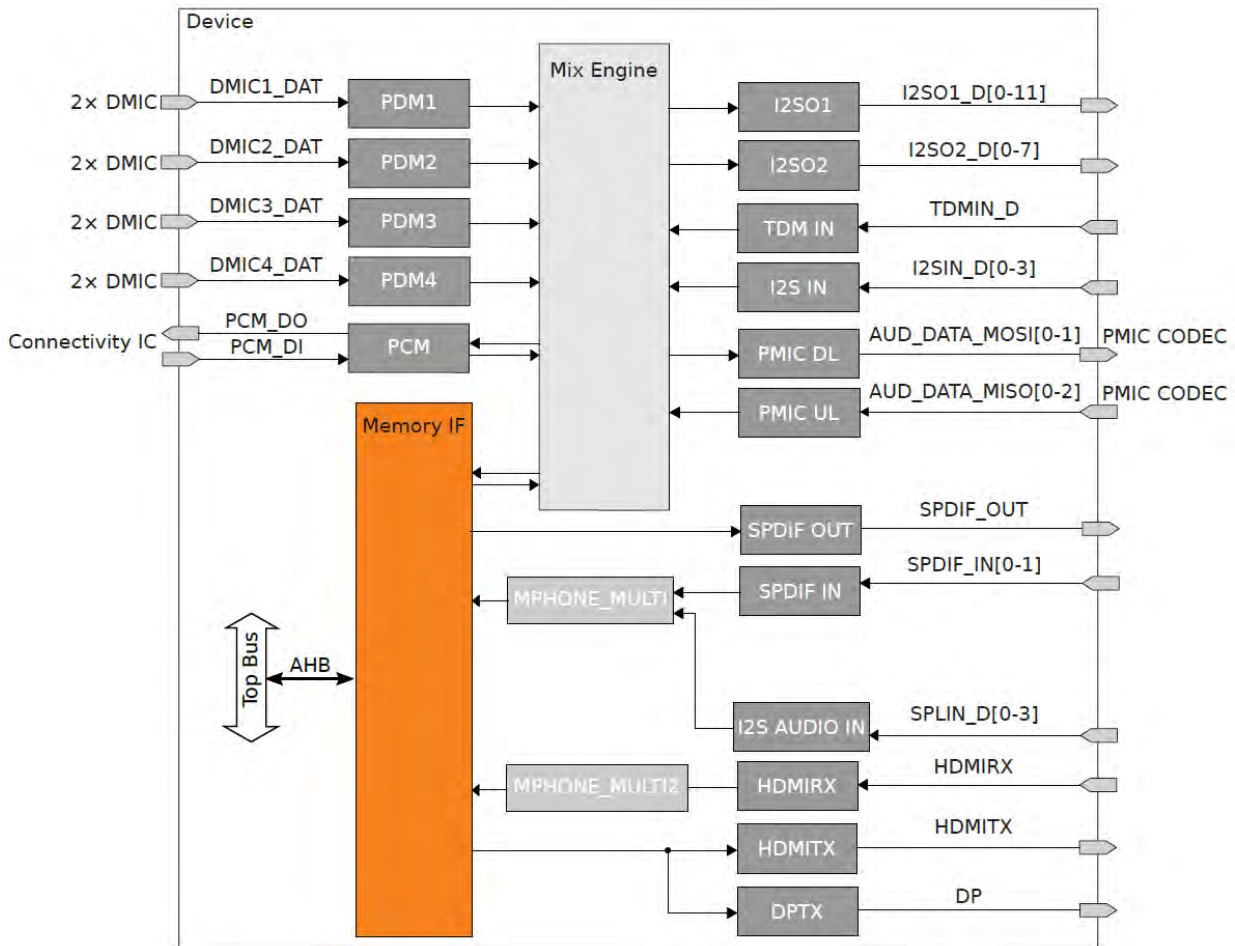 Device
Mix Engine
2× DMIC
DMIC1_DAT
PDM1
I2SO1
I2SO1_D[0-11]
2× DMIC
DMIC2_DAT
PDM2
I2SO2
I2SO2_D[0-7]
2× DMIC
DMIC3_DAT
PDM3
TDM IN
TDMIN_D
2× DMIC
DMIC4_DAT
PDM4
I2S IN
I2SIN_D[0-3]
Connectivity IC
PCM_DO
PCM_DI
PCM
PMIC DL
AUD_DATA_MOSI[0-1]
PMIC CODEC
PMIC UL
AUD_DATA_MISO[0-2]
PMIC CODEC
Memory IF
SPDIF OUT
SPDIF_OUT
MPHONE_MULTI
SPDIF IN
SPDIF_IN[0-1]
Top Bus
AHB
I2S AUDIO IN
SPLIN_D[0-3]
MPHONE_MULTI2
HDMIRX
HDMIRX
HDMITX
HDMITX
DPTX
DP